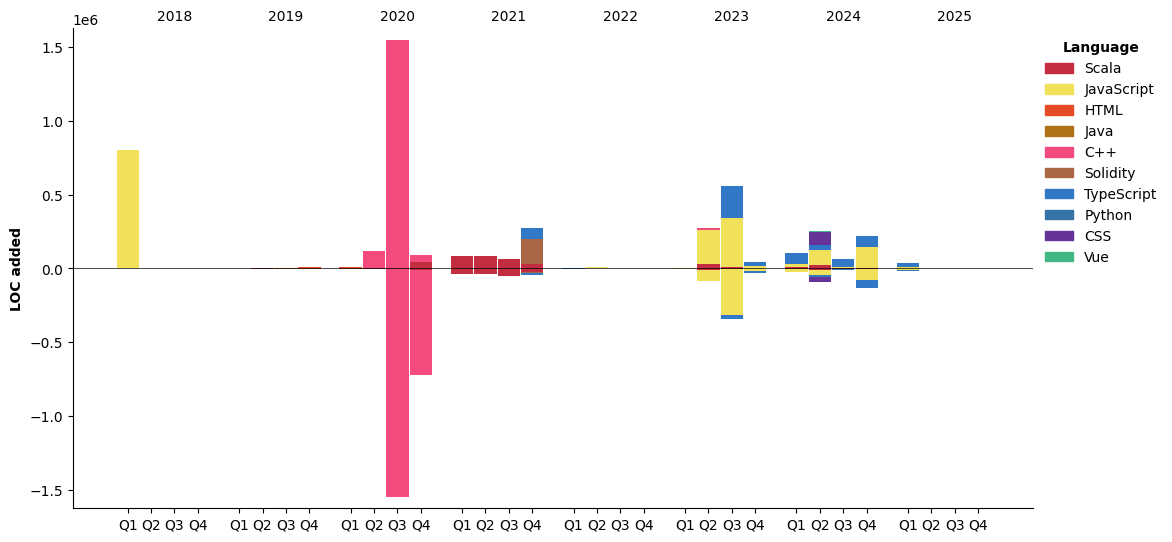 1e6
2018 2019 2020 2021 2022 2023 2024 2025
LOC added
1.5
1.0
0.5
0.0
−0.5
−1.0
−1.5
Q1 Q2 Q3 Q4 Q1 Q2 Q3 Q4 Q1 Q2 Q3 Q4 Q1 Q2 Q3 Q4 Q1 Q2 Q3 Q4 Q1 Q2 Q3 Q4 Q1 Q2 Q3 Q4 Q1 Q2 Q3 Q4
Language
Scala
JavaScript
HTML
Java
C++
Solidity
TypeScript
Python
CSS
Vue